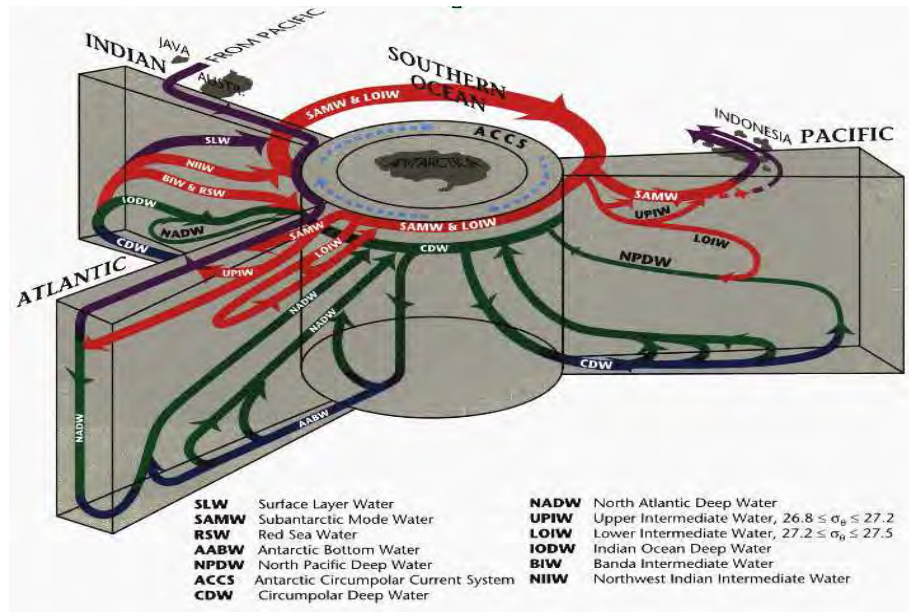 INDIAN
JAVA
FROM PACIFIC
AUSTR.
SOUTHERN
OCEAN
SAMW & LOIW
ACCS
ANTARCTICA
INDONESIA
PACIFIC
SLW
NIIW
BIW & RSW
IODW
NADW
CDW
SAMW
UPIW
LOIW
SAMW & LOIW
CDW
SAMW
UPIW
LOIW
NPDW
ATLANTIC
NADW
NADW
NADW
AABW
CDW
SLW Surface Layer Water
SAMW Subantarctic Mode Water
RSW Red Sea Water
AABW Antarctic Bottom Water
NPDW North Pacific Deep Water
ACCS Antarctic Circumpolar Current System
CDW Circumpolar Deep Water
NADW North Atlantic Deep Water
UPIW Upper Intermediate Water, 26.8 ≤ σθ ≤ 27.2
LOIW Lower Intermediate Water, 27.2 ≤ σθ ≤ 27.5
IODW Indian Ocean Deep Water
BIW Banda Intermediate Water
NIIW Northwest Indian Intermediate Water